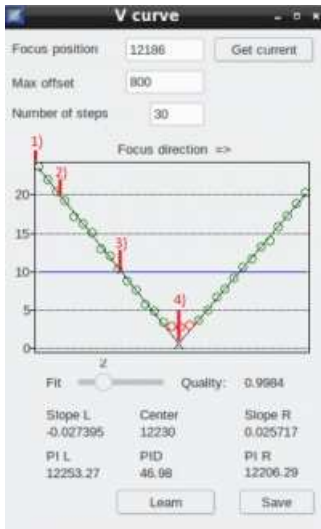 V curve
Focus position 12186 Get current
Max offset 800
Number of steps 30
1)
Focus direction =>
2)
20
15
3)
10
4)
5
0
2
Fit Quality: 0.9984
Slope L Center Slope R
-0.027395 12230 0.025717
PI L PID PI R
12253.27 46.98 12206.29
Learn Save